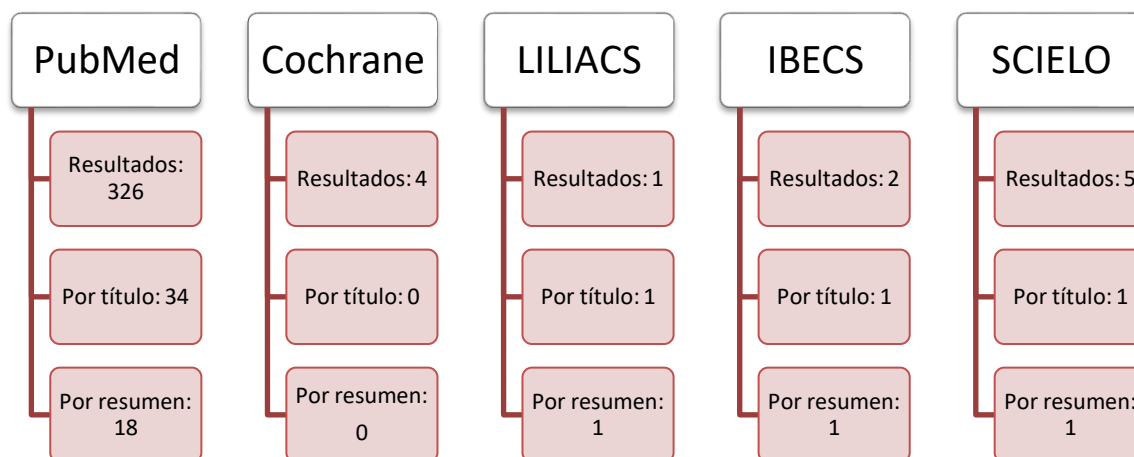 PubMed
Resultados:
326
Por título: 34
Por resumen:
18
Cochrane
Resultados: 4
Por título: 0
Por resumen:
0
LILIACS
Resultados: 1
Por título: 1
Por resumen:
1
IBECS
Resultados: 2
Por título: 1
Por resumen:
1
SCIELO
Resultados: 5
Por título: 1
Por resumen:
1